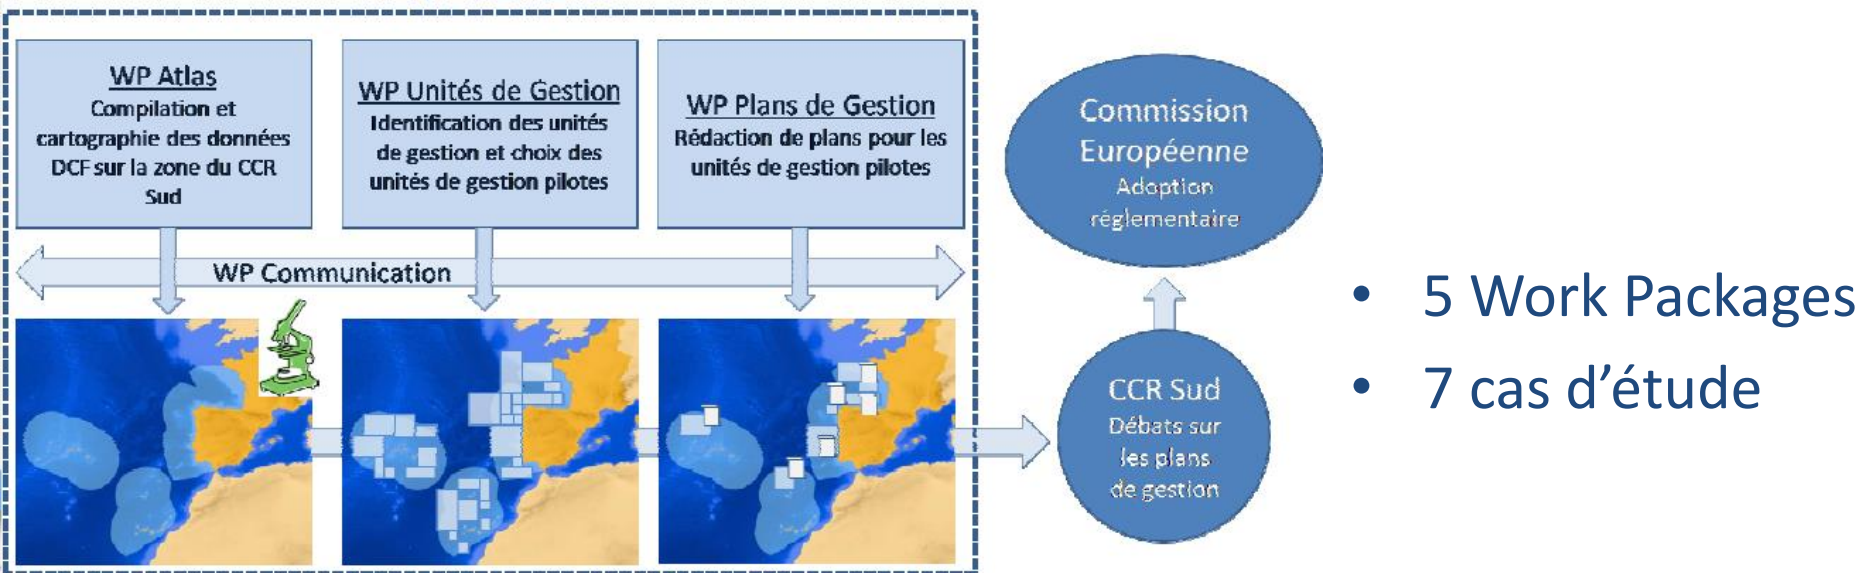 WP Atlas
Compilation et
cartographie des données
DCF sur la zone du CCR
Sud
WP Unités de Gestion
Identification des unités
de gestion et choix des
unités de gestion pilotes
WP Plans de Gestion
Rédaction de plans pour les
unités de gestion pilotes
WP Communication
Commission
Européenne
Adoption
réglementaire
CCR Sud
Débats sur
les plans
de gestion
• 5 Work Packages
• 7 cas d’étude